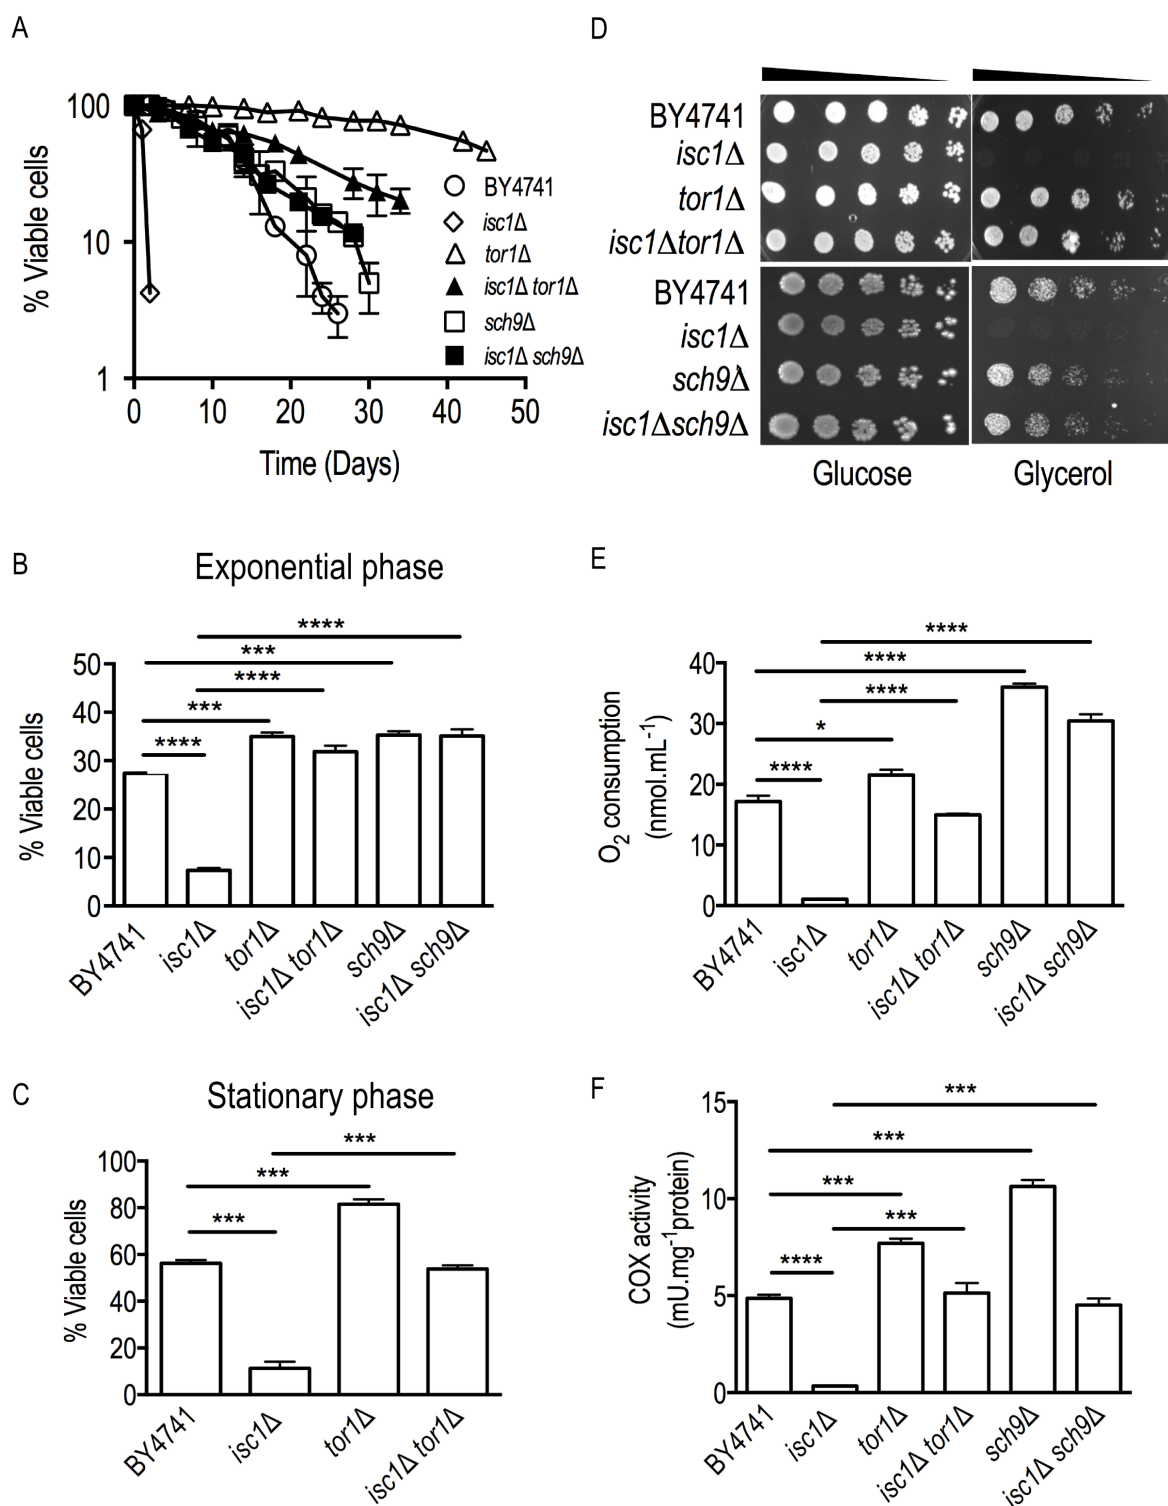 A
100
10
1
% Viable cells
0 10 20 30 40 50
Time (Days)
BY4741
isc1Δ
tor1Δ
isc1Δ tor1Δ
sch9Δ
isc1Δ sch9Δ
D
BY4741
isc1Δ
tor1Δ
isc1Δtor1Δ
BY4741
isc1Δ
sch9Δ
isc1Δsch9Δ
Glucose Glycerol
B
Exponential phase
****
***
****
***
****
50
40
30
20
10
0
% Viable cells
BY4741 isc1Δ tor1Δ isc1Δ tor1Δ sch9Δ isc1Δ sch9Δ
E
****
****
****
*
****
40
30
20
10
0
O₂ consumption
(nmol.mL⁻¹)
BY4741 isc1Δ tor1Δ isc1Δ tor1Δ sch9Δ isc1Δ sch9Δ
C
Stationary phase
***
***
***
100
80
60
40
20
0
% Viable cells
BY4741 isc1Δ tor1Δ isc1Δ tor1Δ
F
***
***
***
***
****
15
10
5
0
COX activity
(mU.mg⁻¹protein)
BY4741 isc1Δ tor1Δ isc1Δ tor1Δ sch9Δ isc1Δ sch9Δ